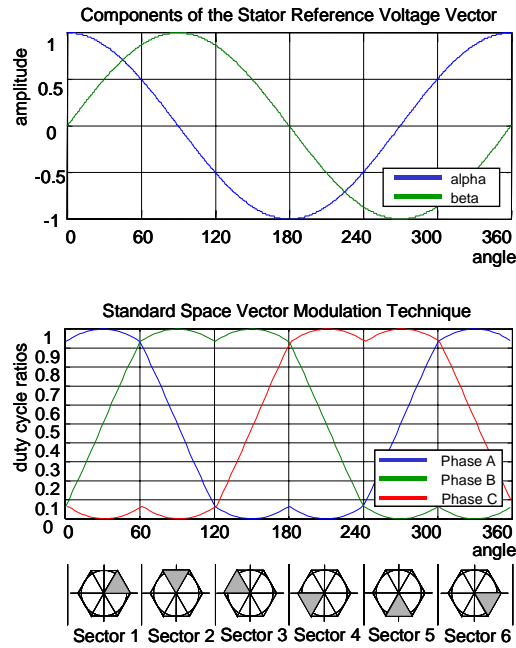 Components of the Stator Reference Voltage Vector
amplitude
1
0.5
0
-0.5
-1
alpha
beta
0 60 120 180 240 300 360
angle
Standard Space Vector Modulation Technique
duty cycle ratios
1
0.9
0.8
0.7
0.6
0.5
0.4
0.3
0.2
0.1
0
Phase A
Phase B
Phase C
0 60 120 180 240 300 360
angle
Sector 1 Sector 2 Sector 3 Sector 4 Sector 5 Sector 6